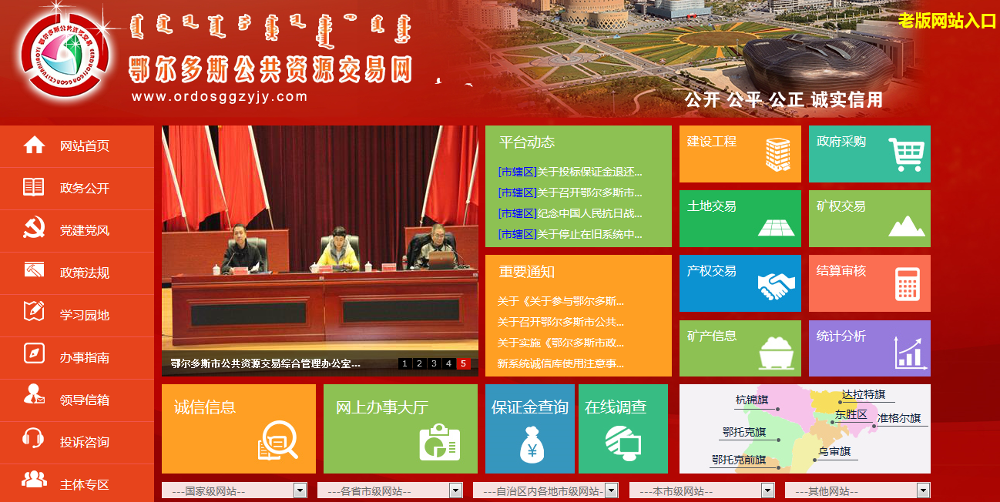 老版网站入口
鄂尔多斯公共资源交易网
www.ordosggzyjy.com
公开 公平 公正 诚实信用
网站首页
政务公开
党建党风
政策法规
学习园地
办事指南
领导信箱
投诉咨询
主体专区
鄂尔多斯市公共资源交易综合管理办公室...
1 2 3 4 5
平台动态
[市辖区]关于投标保证金退还...
[市辖区]关于召开鄂尔多斯市...
[市辖区]纪念中国人民抗日战...
[市辖区]关于停止在旧系统中...
重要通知
关于《关于参与鄂尔多斯...
关于召开鄂尔多斯市公共...
关于实施《鄂尔多斯市政...
新系统诚信库使用注意事...
建设工程
政府采购
土地交易
矿权交易
产权交易
结算审核
矿产信息
统计分析
诚信信息
网上办事大厅
保证金查询
在线调查
杭锦旗
达拉特旗
东胜区
准格尔旗
鄂托克旗
乌审旗
鄂托克前旗
---国家级网站--
---各省市级网站--
---自治区内各地市级网站-
---本市级网站--
---其他网站--